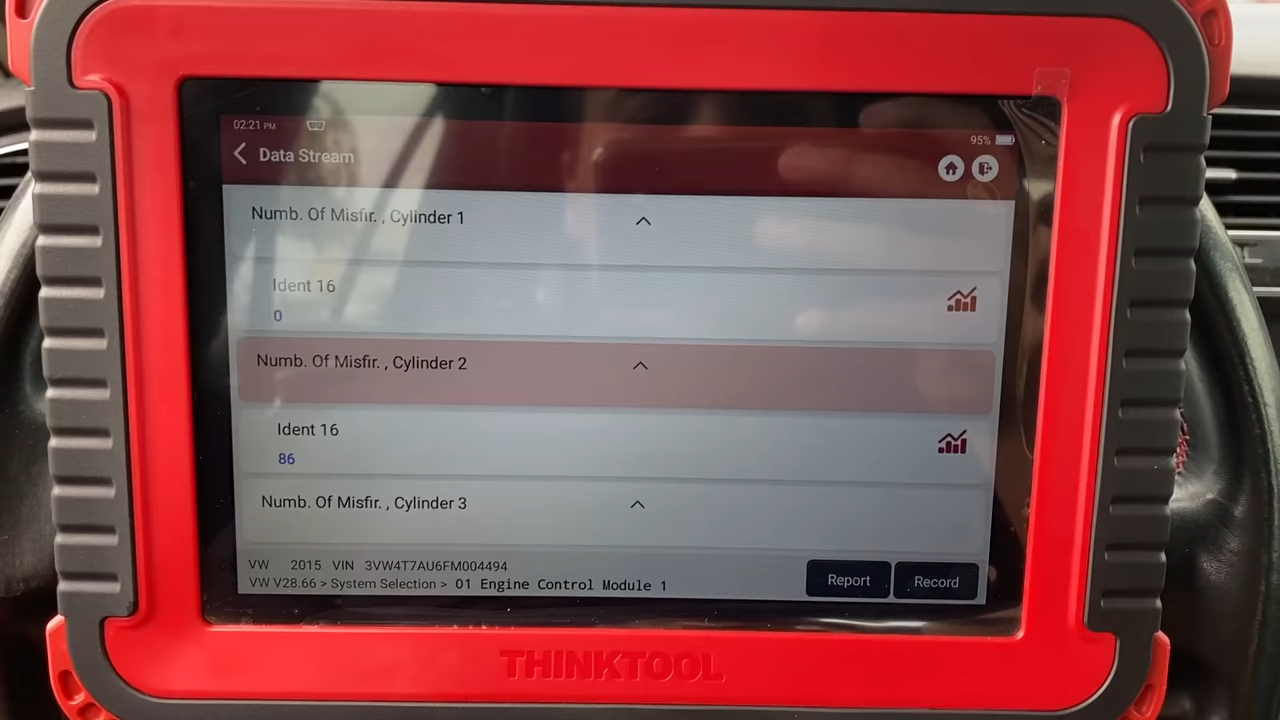 02:21 PM
95%
Data Stream
Numb. Of Misfir. , Cylinder 1
Ident 16
0
Numb. Of Misfir. , Cylinder 2
Ident 16
86
Numb. Of Misfir. , Cylinder 3
VW 2015 VIN 3VW4T7AU6FM004494
VW V28.66 > System Selection > 01 Engine Control Module 1
Report
Record
THINKTOOL